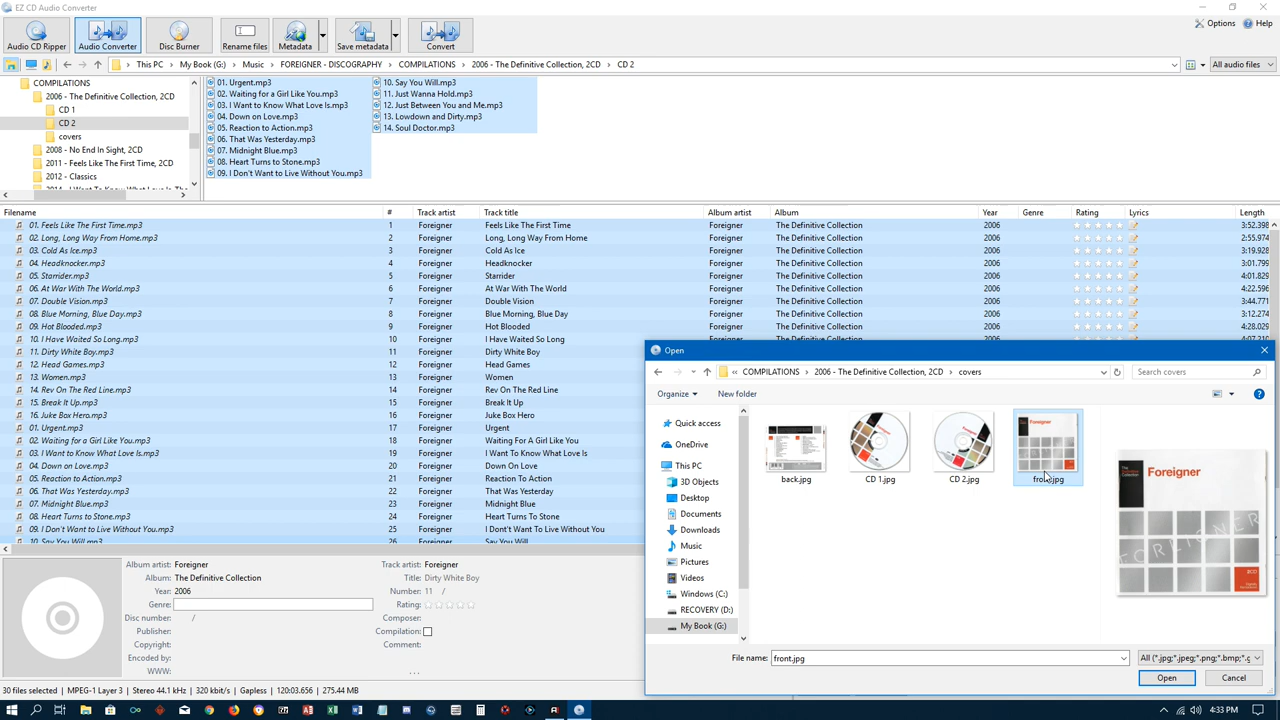 EZ CD Audio Converter
Audio CD Ripper
Audio Converter
Disc Burner
Rename files
Metadata
Save metadata
Convert
Options
Help
This PC > My Book (G:) > Music > FOREIGNER - DISCOGRAPHY > COMPILATIONS > 2006 - The Definitive Collection, 2CD > CD 2
All audio files
COMPILATIONS
2006 - The Definitive Collection, 2CD
CD 1
CD 2
covers
2008 - No End In Sight, 2CD
2011 - Feels Like The First Time, 2CD
2012 - Classics
01. Urgent.mp3
02. Waiting for a Girl Like You.mp3
03. I Want to Know What Love Is.mp3
04. Down on Love.mp3
05. Reaction to Action.mp3
06. That Was Yesterday.mp3
07. Midnight Blue.mp3
08. Heart Turns to Stone.mp3
09. I Don't Want to Live Without You.mp3
10. Say You Will.mp3
11. Just Wanna Hold.mp3
12. Just Between You and Me.mp3
13. Lowdown and Dirty.mp3
14. Soul Doctor.mp3
Filename # Track artist Track title Album artist Album Year Genre Rating Lyrics Length
01. Feels Like The First Time.mp3 1 Foreigner Feels Like The First Time Foreigner The Definitive Collection 2006 3:52.398
02. Long, Long Way From Home.mp3 2 Foreigner Long, Long Way From Home Foreigner The Definitive Collection 2006 2:55.974
03. Cold As Ice.mp3 3 Foreigner Cold As Ice Foreigner The Definitive Collection 2006 3:19.928
04. Headknocker.mp3 4 Foreigner Headknocker Foreigner The Definitive Collection 2006 3:01.799
05. Starrider.mp3 5 Foreigner Starrider Foreigner The Definitive Collection 2006 4:01.829
06. At War With The World.mp3 6 Foreigner At War With The World Foreigner The Definitive Collection 2006 4:22.596
07. Double Vision.mp3 7 Foreigner Double Vision Foreigner The Definitive Collection 2006 3:44.771
08. Blue Morning, Blue Day.mp3 8 Foreigner Blue Morning, Blue Day Foreigner The Definitive Collection 2006 3:12.274
09. Hot Blooded.mp3 9 Foreigner Hot Blooded Foreigner The Definitive Collection 2006 4:28.029
10. I Have Waited So Long.mp3 10 Foreigner I Have Waited So Long Foreigner The Definitive Collection 2006
11. Dirty White Boy.mp3 11 Foreigner Dirty White Boy
12. Head Games.mp3 12 Foreigner Head Games
13. Women.mp3 13 Foreigner Women
14. Rev On The Red Line.mp3 14 Foreigner Rev On The Red Line
15. Break It Up.mp3 15 Foreigner Break It Up
16. Juke Box Hero.mp3 16 Foreigner Juke Box Hero
01. Urgent.mp3 17 Foreigner Urgent
02. Waiting for a Girl Like You.mp3 18 Foreigner Waiting For A Girl Like You
03. I Want to Know What Love Is.mp3 19 Foreigner I Want To Know What Love Is
04. Down on Love.mp3 20 Foreigner Down On Love
05. Reaction to Action.mp3 21 Foreigner Reaction To Action
06. That Was Yesterday.mp3 22 Foreigner That Was Yesterday
07. Midnight Blue.mp3 23 Foreigner Midnight Blue
08. Heart Turns to Stone.mp3 24 Foreigner Heart Turns To Stone
09. I Don't Want to Live Without You.mp3 25 Foreigner I Dont't Want To Live Without You
10. Say You Will.mp3 26 Foreigner Say You Will
Album artist: Foreigner
Album: The Definitive Collection
Year: 2006
Genre:
Disc number: /
Publisher:
Copyright:
Encoded by:
WWW:
Track artist: Foreigner
Title: Dirty White Boy
Number: 11 /
Rating:
Composer:
Compilation:
Comment:
...
30 files selected | MPEG-1 Layer 3 | Stereo 44.1 kHz | 320 kbit/s | Gapless | 120:03.656 | 275.44 MB
Open
« COMPILATIONS > 2006 - The Definitive Collection, 2CD > covers
Search covers
Organize
New folder
Quick access
OneDrive
This PC
3D Objects
Desktop
Documents
Downloads
Music
Pictures
Videos
Windows (C:)
RECOVERY (D:)
My Book (G:)
back.jpg
CD 1.jpg
CD 2.jpg
Foreigner
Foreigner
FOREIGNER
2CD
File name: front.jpg
All (*.jpg;*.jpeg;*.png;*.bmp;*.g
Open
Cancel
4:33 PM